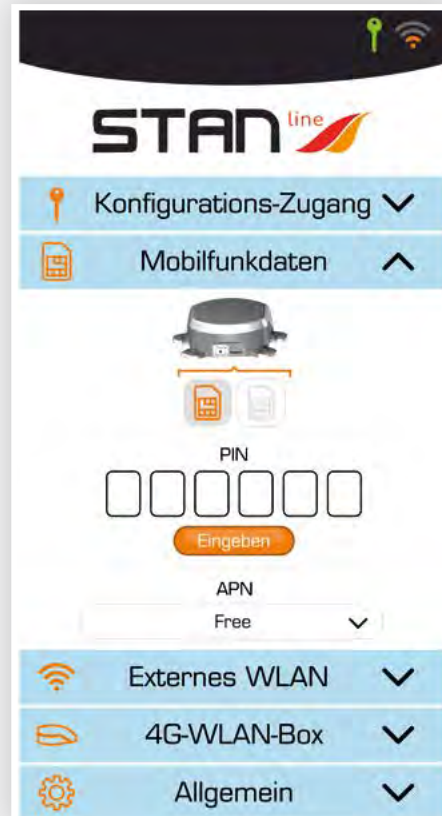 STAN line
Konfigurations-Zugang
Mobilfunkdaten
PIN
Eingeben
APN
Free
Externes WLAN
4G-WLAN-Box
Allgemein